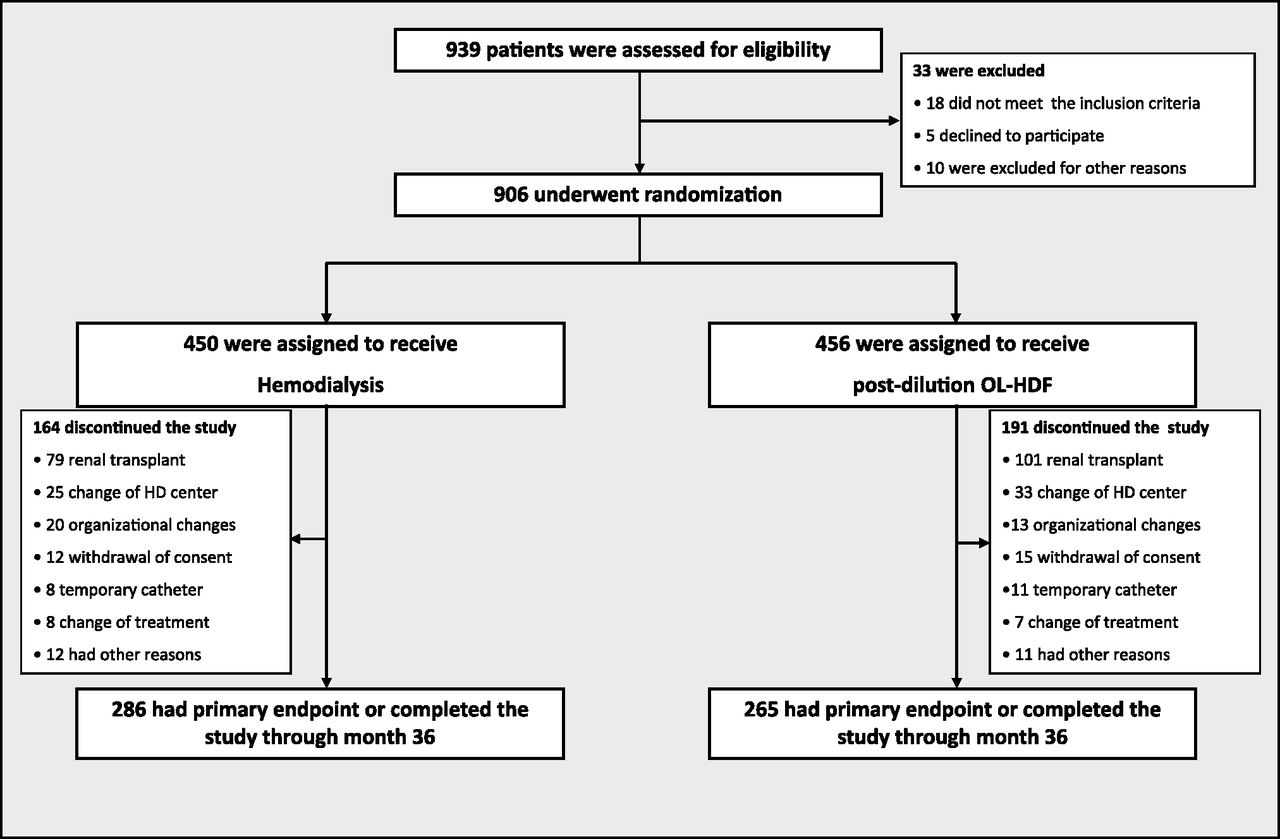 939 patients were assessed for eligibility
33 were excluded
• 18 did not meet  the inclusion criteria
• 5 declined to participate
• 10 were excluded for other reasons
906 underwent randomization
450 were assigned to receive
Hemodialysis
456 were assigned to receive
post-dilution OL-HDF
164 discontinued the study
• 79 renal transplant
• 25 change of HD center
• 20 organizational changes
• 12 withdrawal of consent
• 8 temporary catheter
• 8 change of treatment
• 12 had other reasons
191 discontinued the  study
• 101 renal transplant
• 33 change of HD center
•13 organizational changes
• 15 withdrawal of consent
•11 temporary catheter
• 7 change of treatment
• 11 had other reasons
286 had primary endpoint or completed the
study through month 36
265 had primary endpoint or completed the
study through month 36